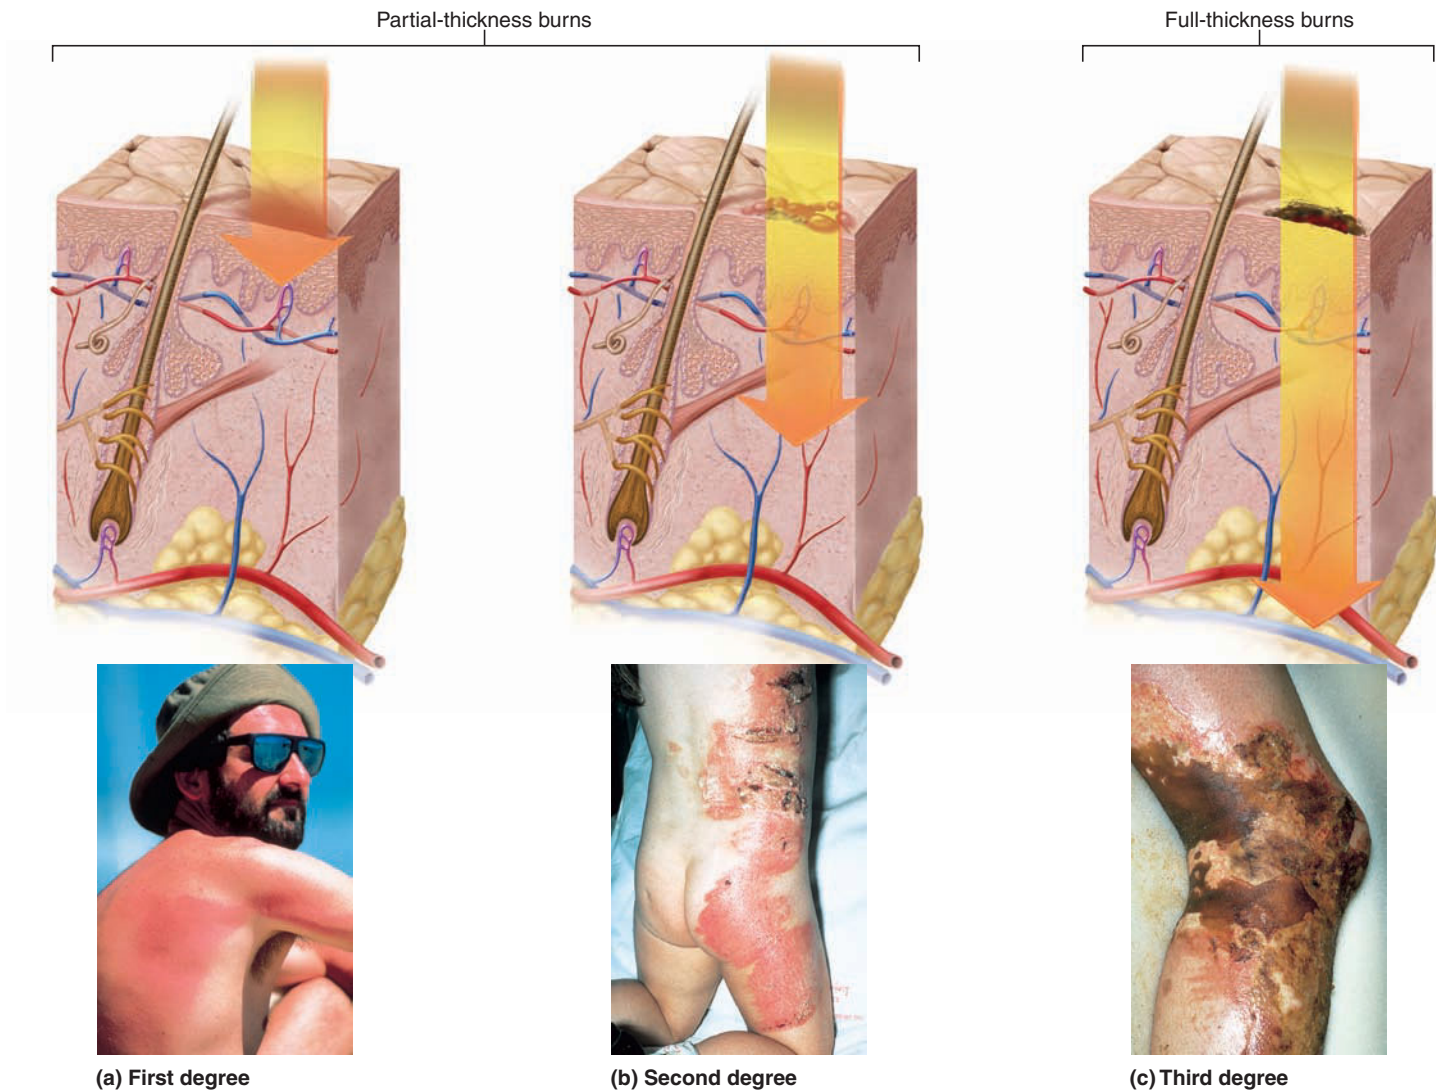 Partial-thickness burns
Full-thickness burns
(a) First degree
(b) Second degree
(c) Third degree